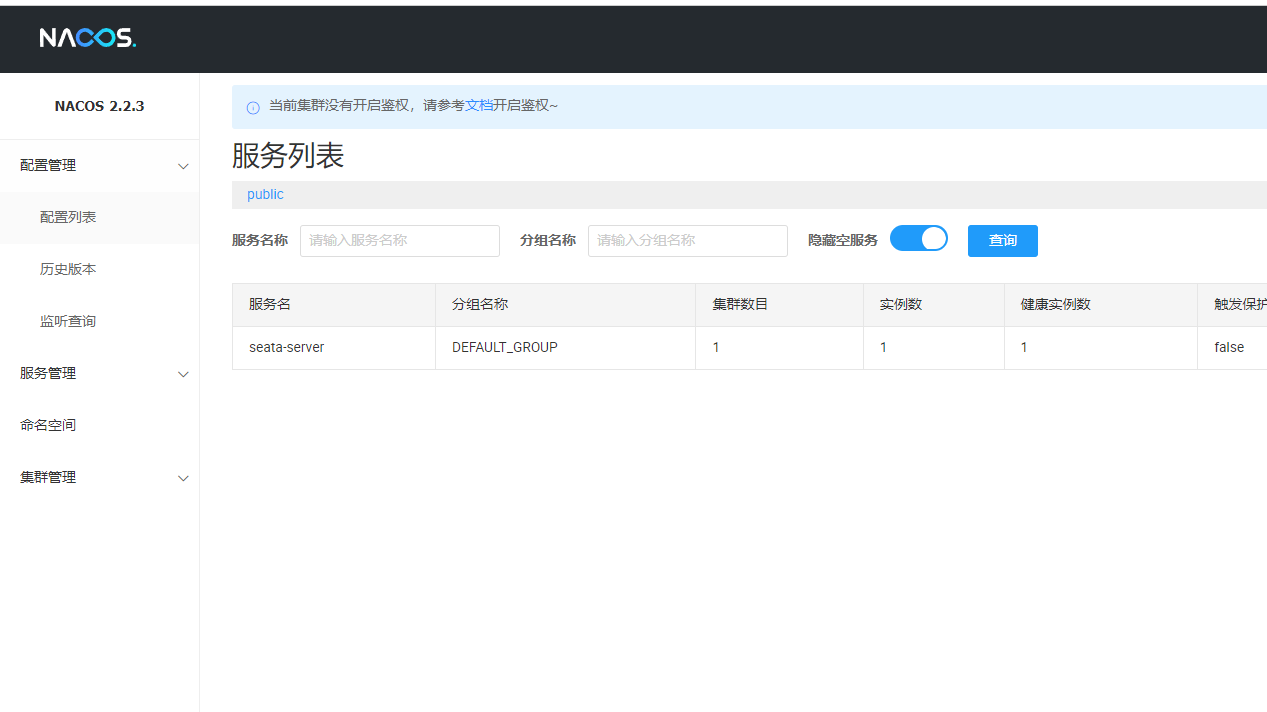 NACOS.
NACOS 2.2.3
配置管理
配置列表
历史版本
监听查询
服务管理
命名空间
集群管理
当前集群没有开启鉴权，请参考文档开启鉴权~
服务列表
public
服务名称 请输入服务名称 分组名称 请输入分组名称 隐藏空服务 查询
服务名 分组名称 集群数目 实例数 健康实例数 触发保护
seata-server DEFAULT_GROUP 1 1 1 false